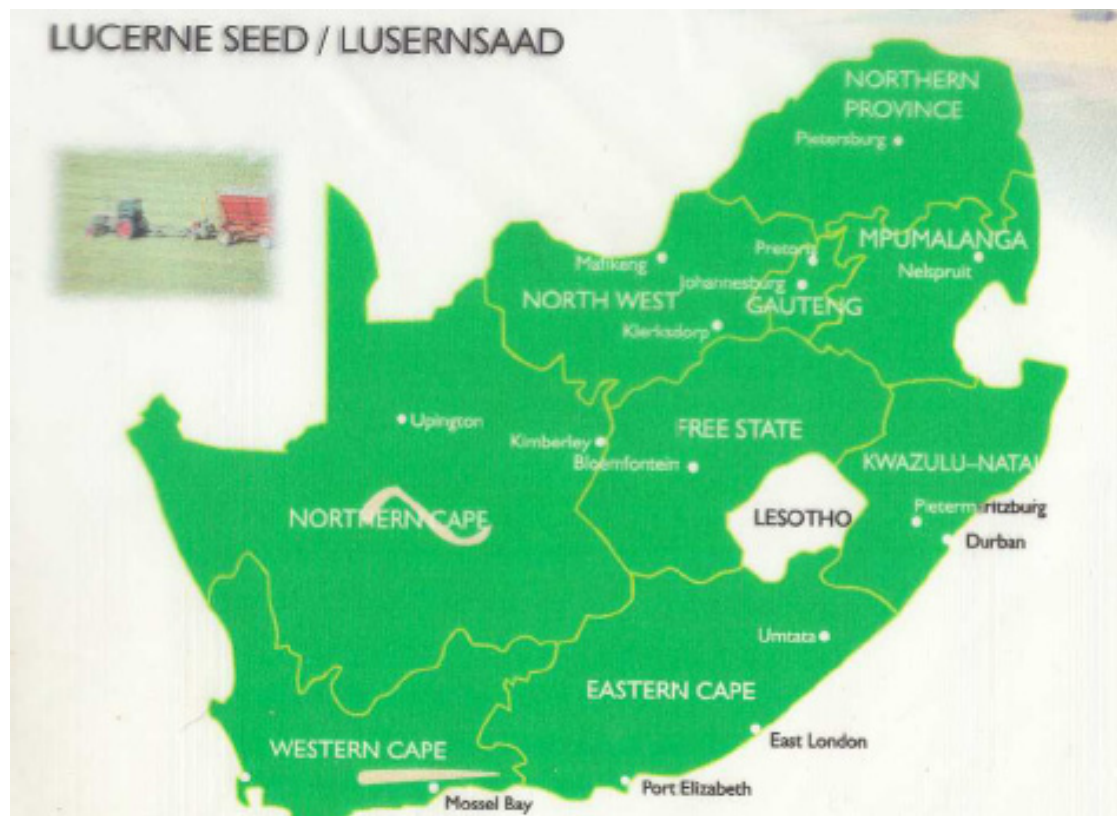 LUCERNE SEED / LUSERNSAAD
NORTHERN
PROVINCE
Pietersburg
MPUMALANGA
Nelspruit
Pretoria
Mafikeng
Johannesburg
NORTH WEST
GAUTENG
Klerksdorp
Upington
Kimberley
FREE STATE
Bloemfontein
KWAZULU–NATAL
NORTHERN CAPE
LESOTHO
Pietermaritzburg
Durban
Umtata
EASTERN CAPE
WESTERN CAPE
East London
Port Elizabeth
Mossel Bay